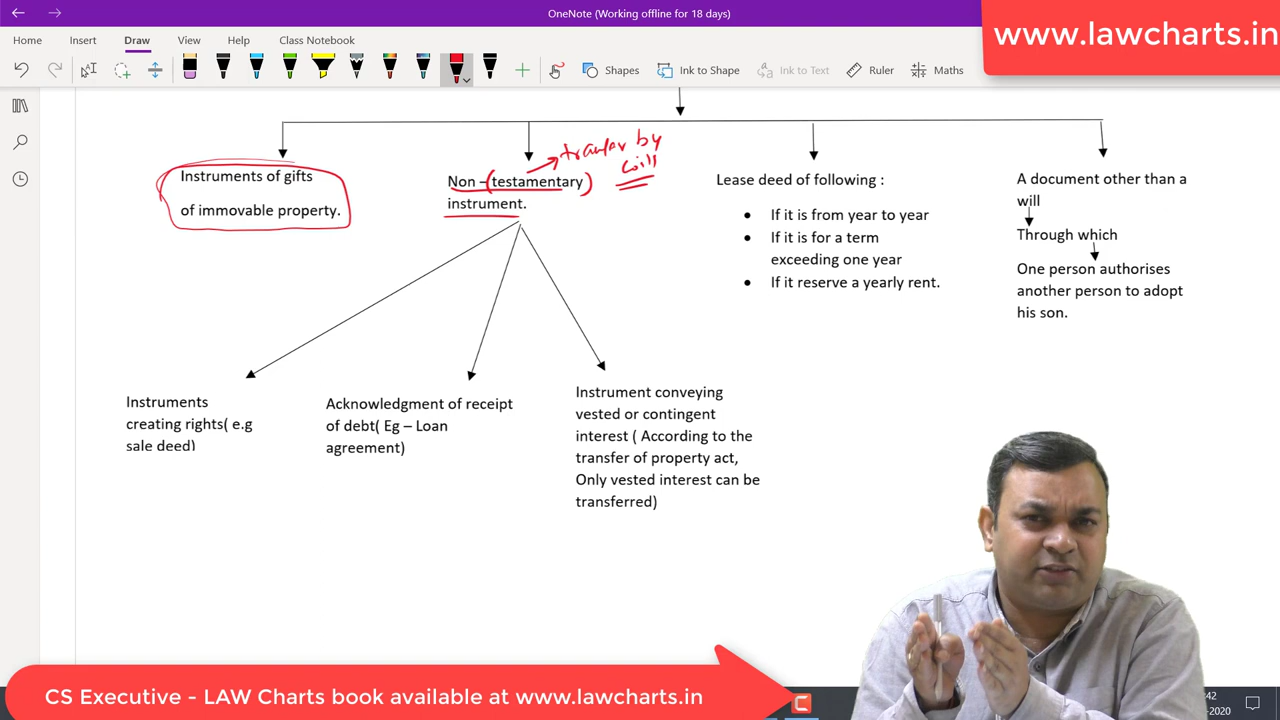 OneNote (Working offline for 18 days)
www.lawcharts.in
Home Insert Draw View Help Class Notebook
Shapes Ink to Shape Ink to Text Ruler Maths
tranfer by
will
Instruments of gifts
of immovable property.
Non – (testamentary)
instrument.
Lease deed of following :
• If it is from year to year
• If it is for a term
exceeding one year
• If it reserve a yearly rent.
A document other than a
will
Through which
One person authorises
another person to adopt
his son.
Instruments
creating rights( e.g
sale deed)
Acknowledgment of receipt
of debt( Eg – Loan
agreement)
Instrument conveying
vested or contingent
interest ( According to the
transfer of property act,
Only vested interest can be
transferred)
CS Executive - LAW Charts book available at www.lawcharts.in
:42
-2020